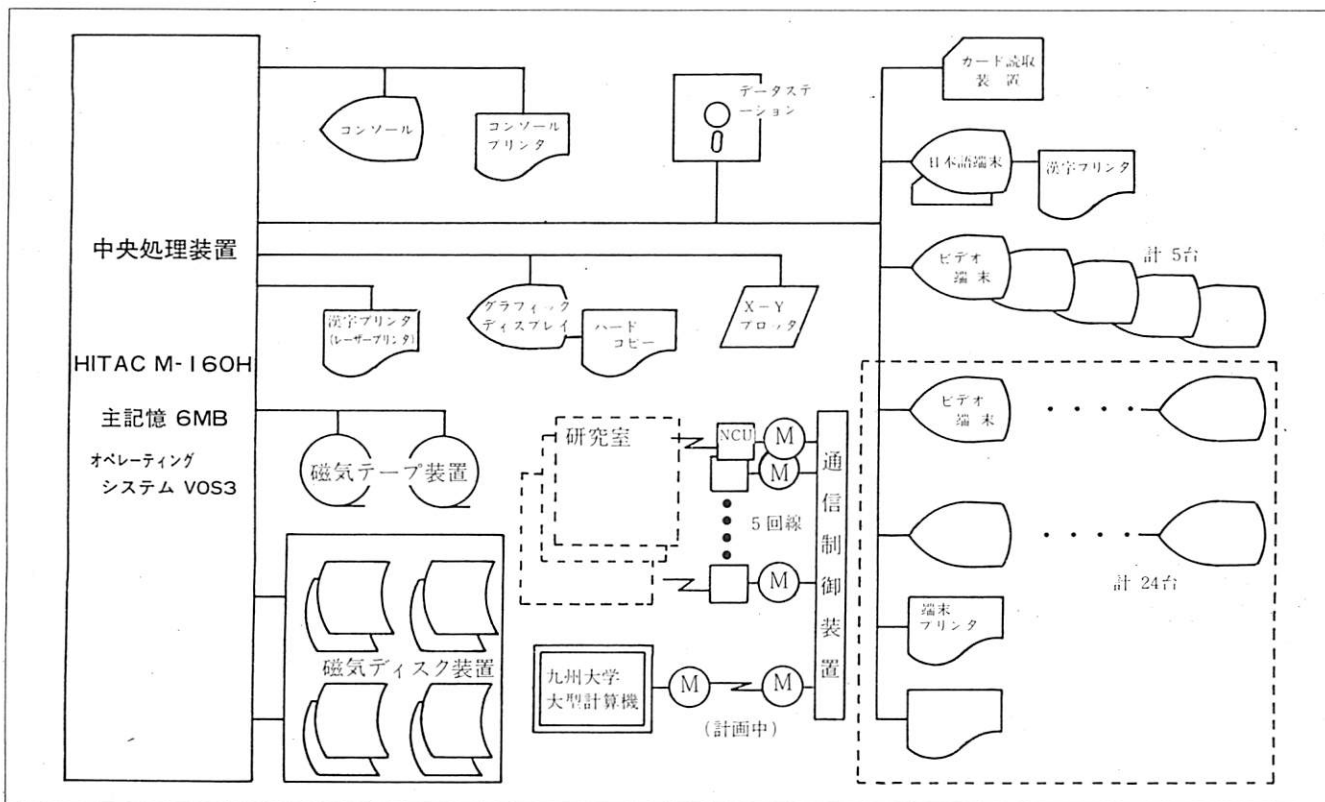 中央処理装置
HITAC M-160H
主記憶 6MB
オペレーティング
システム VOS3
コンソール
コンソール
プリンタ
データステ
ーション
カード読取
装置
日本語端末
漢字プリンタ
ビデオ
端末
計 5台
漢字プリンタ
(レーザープリンタ)
グラフィック
ディスプレイ
ハード
コピー
X-Y
プロッタ
磁気テープ装置
研究室
NCU
M
M
5回線
M
通信制御装置
ビデオ
端末
計 24台
端末
プリンタ
磁気ディスク装置
九州大学
大型計算機
M
M
(計画中)